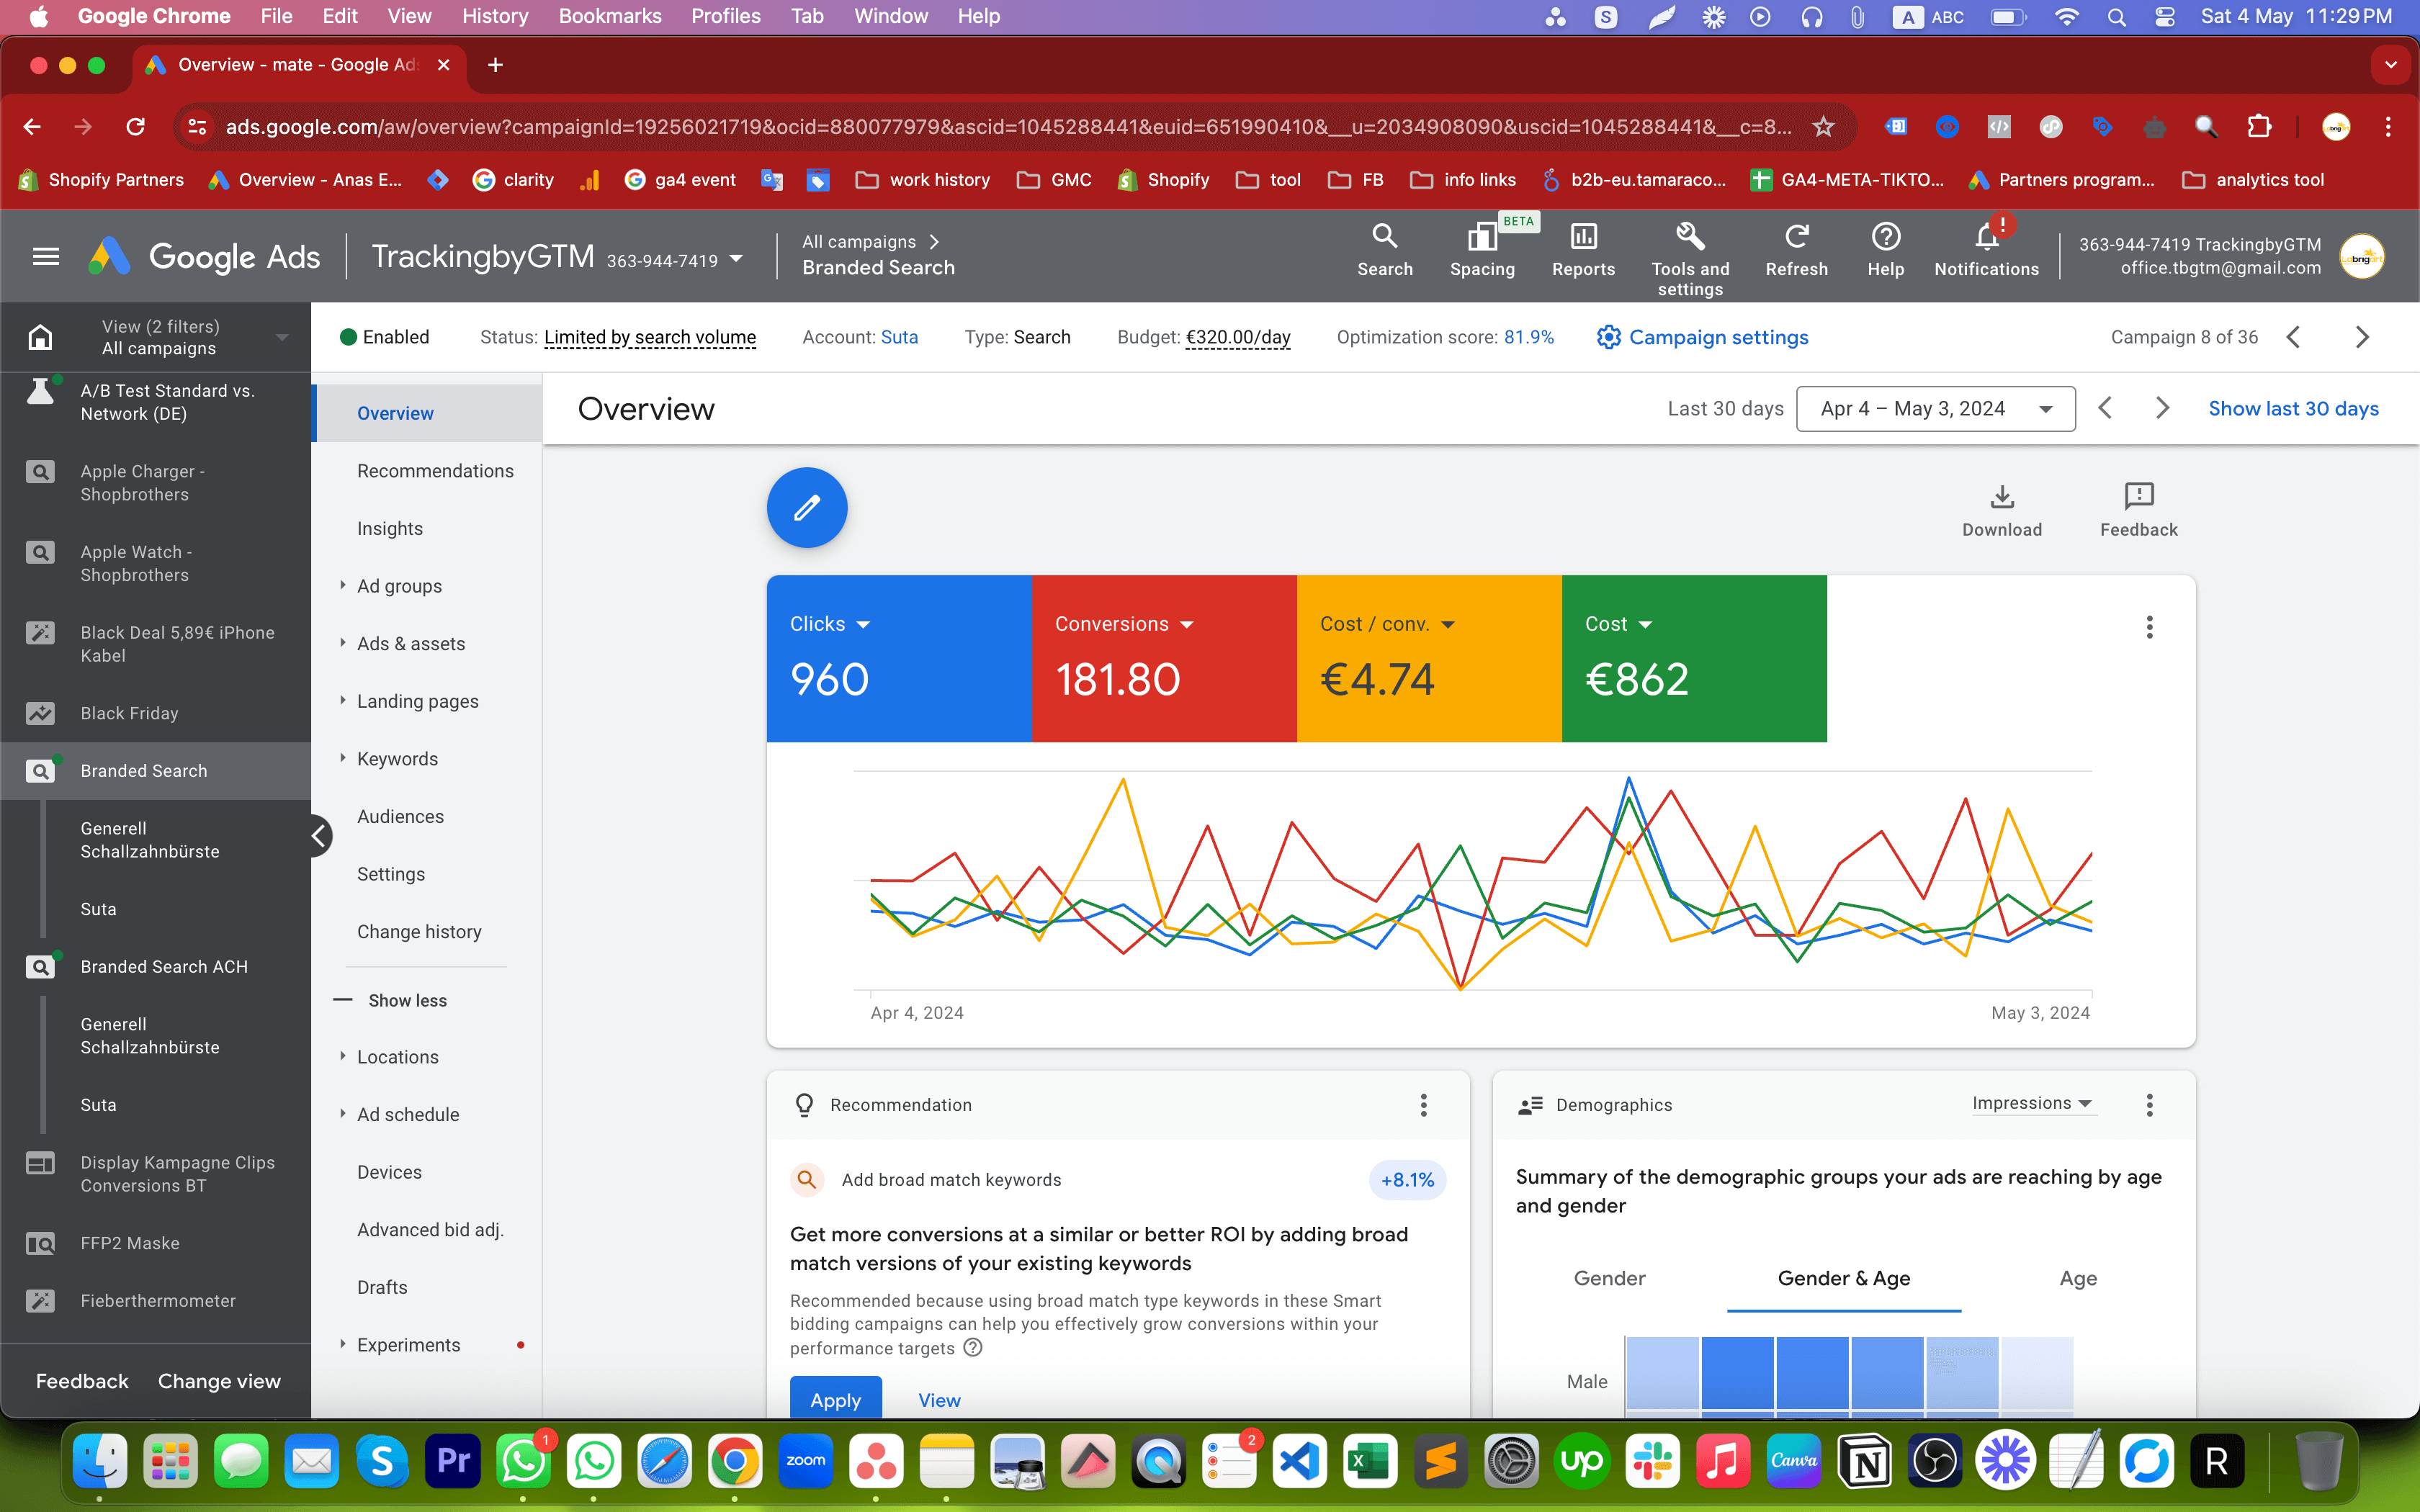 Google Chrome File Edit View History Bookmarks Profiles Tab Window Help
S A ABC Sat 4 May 11:29 PM
Overview - mate - Google Ad
ads.google.com/aw/overview?campaignId=19256021719&ocid=880077979&ascid=1045288441&euid=651990410&__u=2034908090&uscid=1045288441&__c=8...
Shopify Partners Overview - Anas E... clarity ga4 event work history GMC Shopify tool FB info links b2b-eu.tamaraco... GA4-META-TIKTO... Partners program... analytics tool
Google Ads TrackingbyGTM 363-944-7419
All campaigns
Branded Search
Search
BETA
Spacing
Reports
Tools and settings
Refresh
Help
Notifications
363-944-7419 TrackingbyGTM
office.tbgtm@gmail.com
View (2 filters)
All campaigns
Enabled Status: Limited by search volume Account: Suta Type: Search Budget: €320.00/day Optimization score: 81.9% Campaign settings Campaign 8 of 36
A/B Test Standard vs.
Network (DE)
Apple Charger -
Shopbrothers
Apple Watch -
Shopbrothers
Black Deal 5,89€ iPhone
Kabel
Black Friday
Branded Search
Generell
Schallzahnbürste
Suta
Branded Search ACH
Generell
Schallzahnbürste
Suta
Display Kampagne Clips
Conversions BT
FFP2 Maske
Fieberthermometer
Feedback Change view
Overview
Recommendations
Insights
Ad groups
Ads & assets
Landing pages
Keywords
Audiences
Settings
Change history
Show less
Locations
Ad schedule
Devices
Advanced bid adj.
Drafts
Experiments
Overview
Last 30 days Apr 4 – May 3, 2024 Show last 30 days
Download Feedback
Clicks Conversions Cost / conv. Cost
960 181.80 €4.74 €862
Apr 4, 2024 May 3, 2024
Recommendation
Add broad match keywords +8.1%
Get more conversions at a similar or better ROI by adding broad
match versions of your existing keywords
Recommended because using broad match type keywords in these Smart
bidding campaigns can help you effectively grow conversions within your
performance targets
Apply View
Demographics Impressions
Summary of the demographic groups your ads are reaching by age
and gender
Gender Gender & Age Age
Male
Pr 1 zoom 2 up Canva R